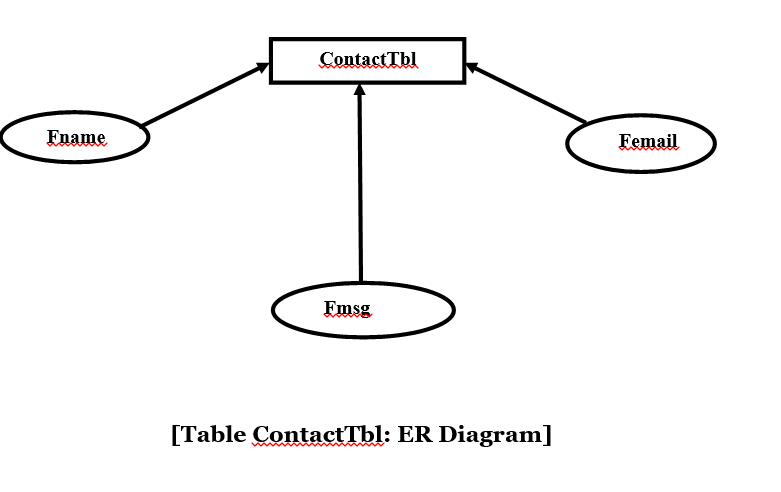 ContactTbl
Fname
Femail
Fmsg
[Table ContactTbl: ER Diagram]